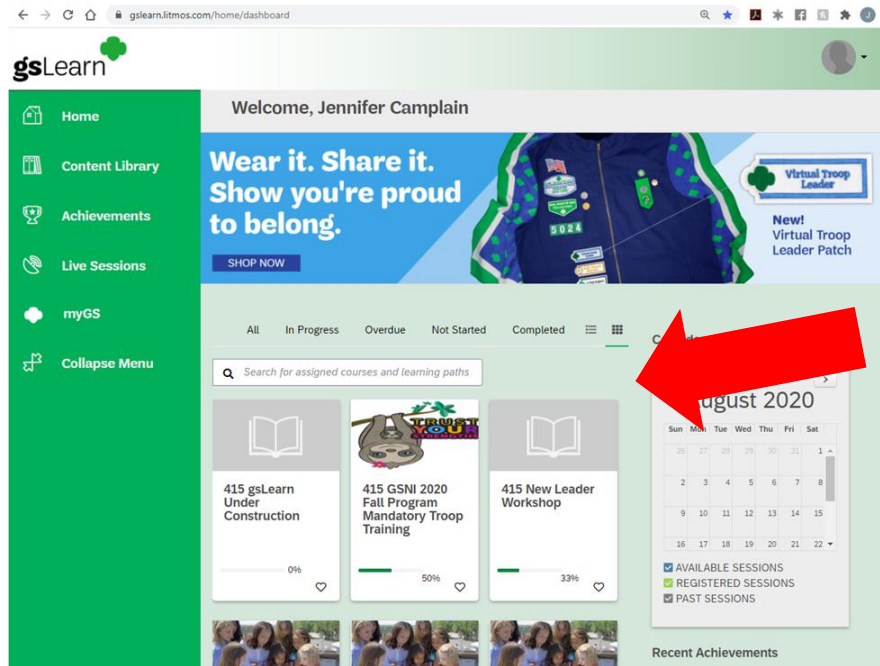 gslearn.litmos.com/home/dashboard
gsLearn
Welcome, Jennifer Camplain
Home
Content Library
Achievements
Live Sessions
myGS
Collapse Menu
Wear it. Share it.
Show you're proud
to belong.
SHOP NOW
5024
Virtual Troop
Leader
New!
Virtual Troop
Leader Patch
All In Progress Overdue Not Started Completed
Search for assigned courses and learning paths
TRUST
YOUR
STRENGTHS
415 gsLearn
Under
Construction
0%
415 GSNI 2020
Fall Program
Mandatory Troop
Training
50%
415 New Leader
Workshop
33%
2020
Sun Mon Tue Wed Thu Fri Sat
26 27 28 29 30 31 1
2 3 4 5 6 7 8
9 10 11 12 13 14 15
16 17 18 19 20 21 22
AVAILABLE SESSIONS
REGISTERED SESSIONS
PAST SESSIONS
Recent Achievements